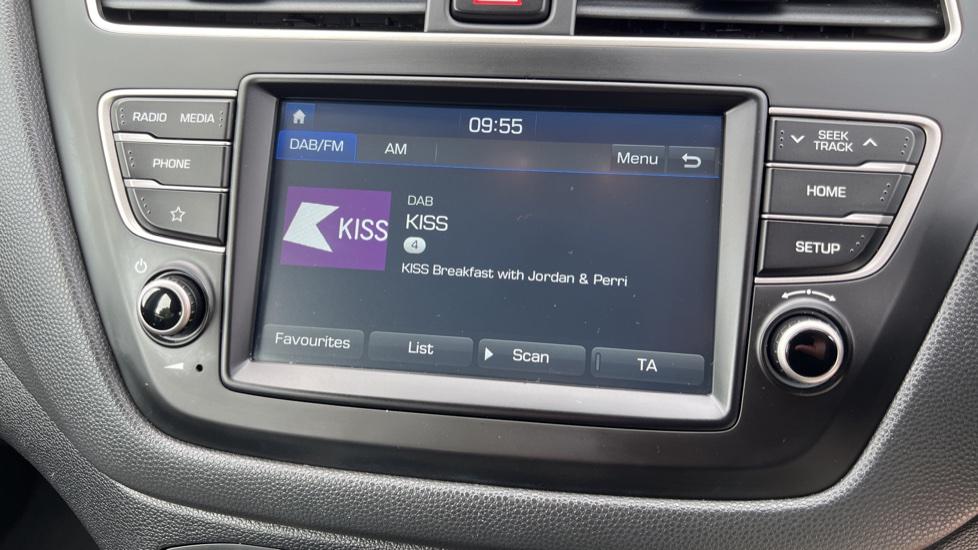 09:55
DAB/FM AM Menu
RADIO MEDIA
PHONE
SEEK
TRACK
HOME
SETUP
KISS
DAB
KISS
4
KISS Breakfast with Jordan & Perri
Favourites List Scan TA